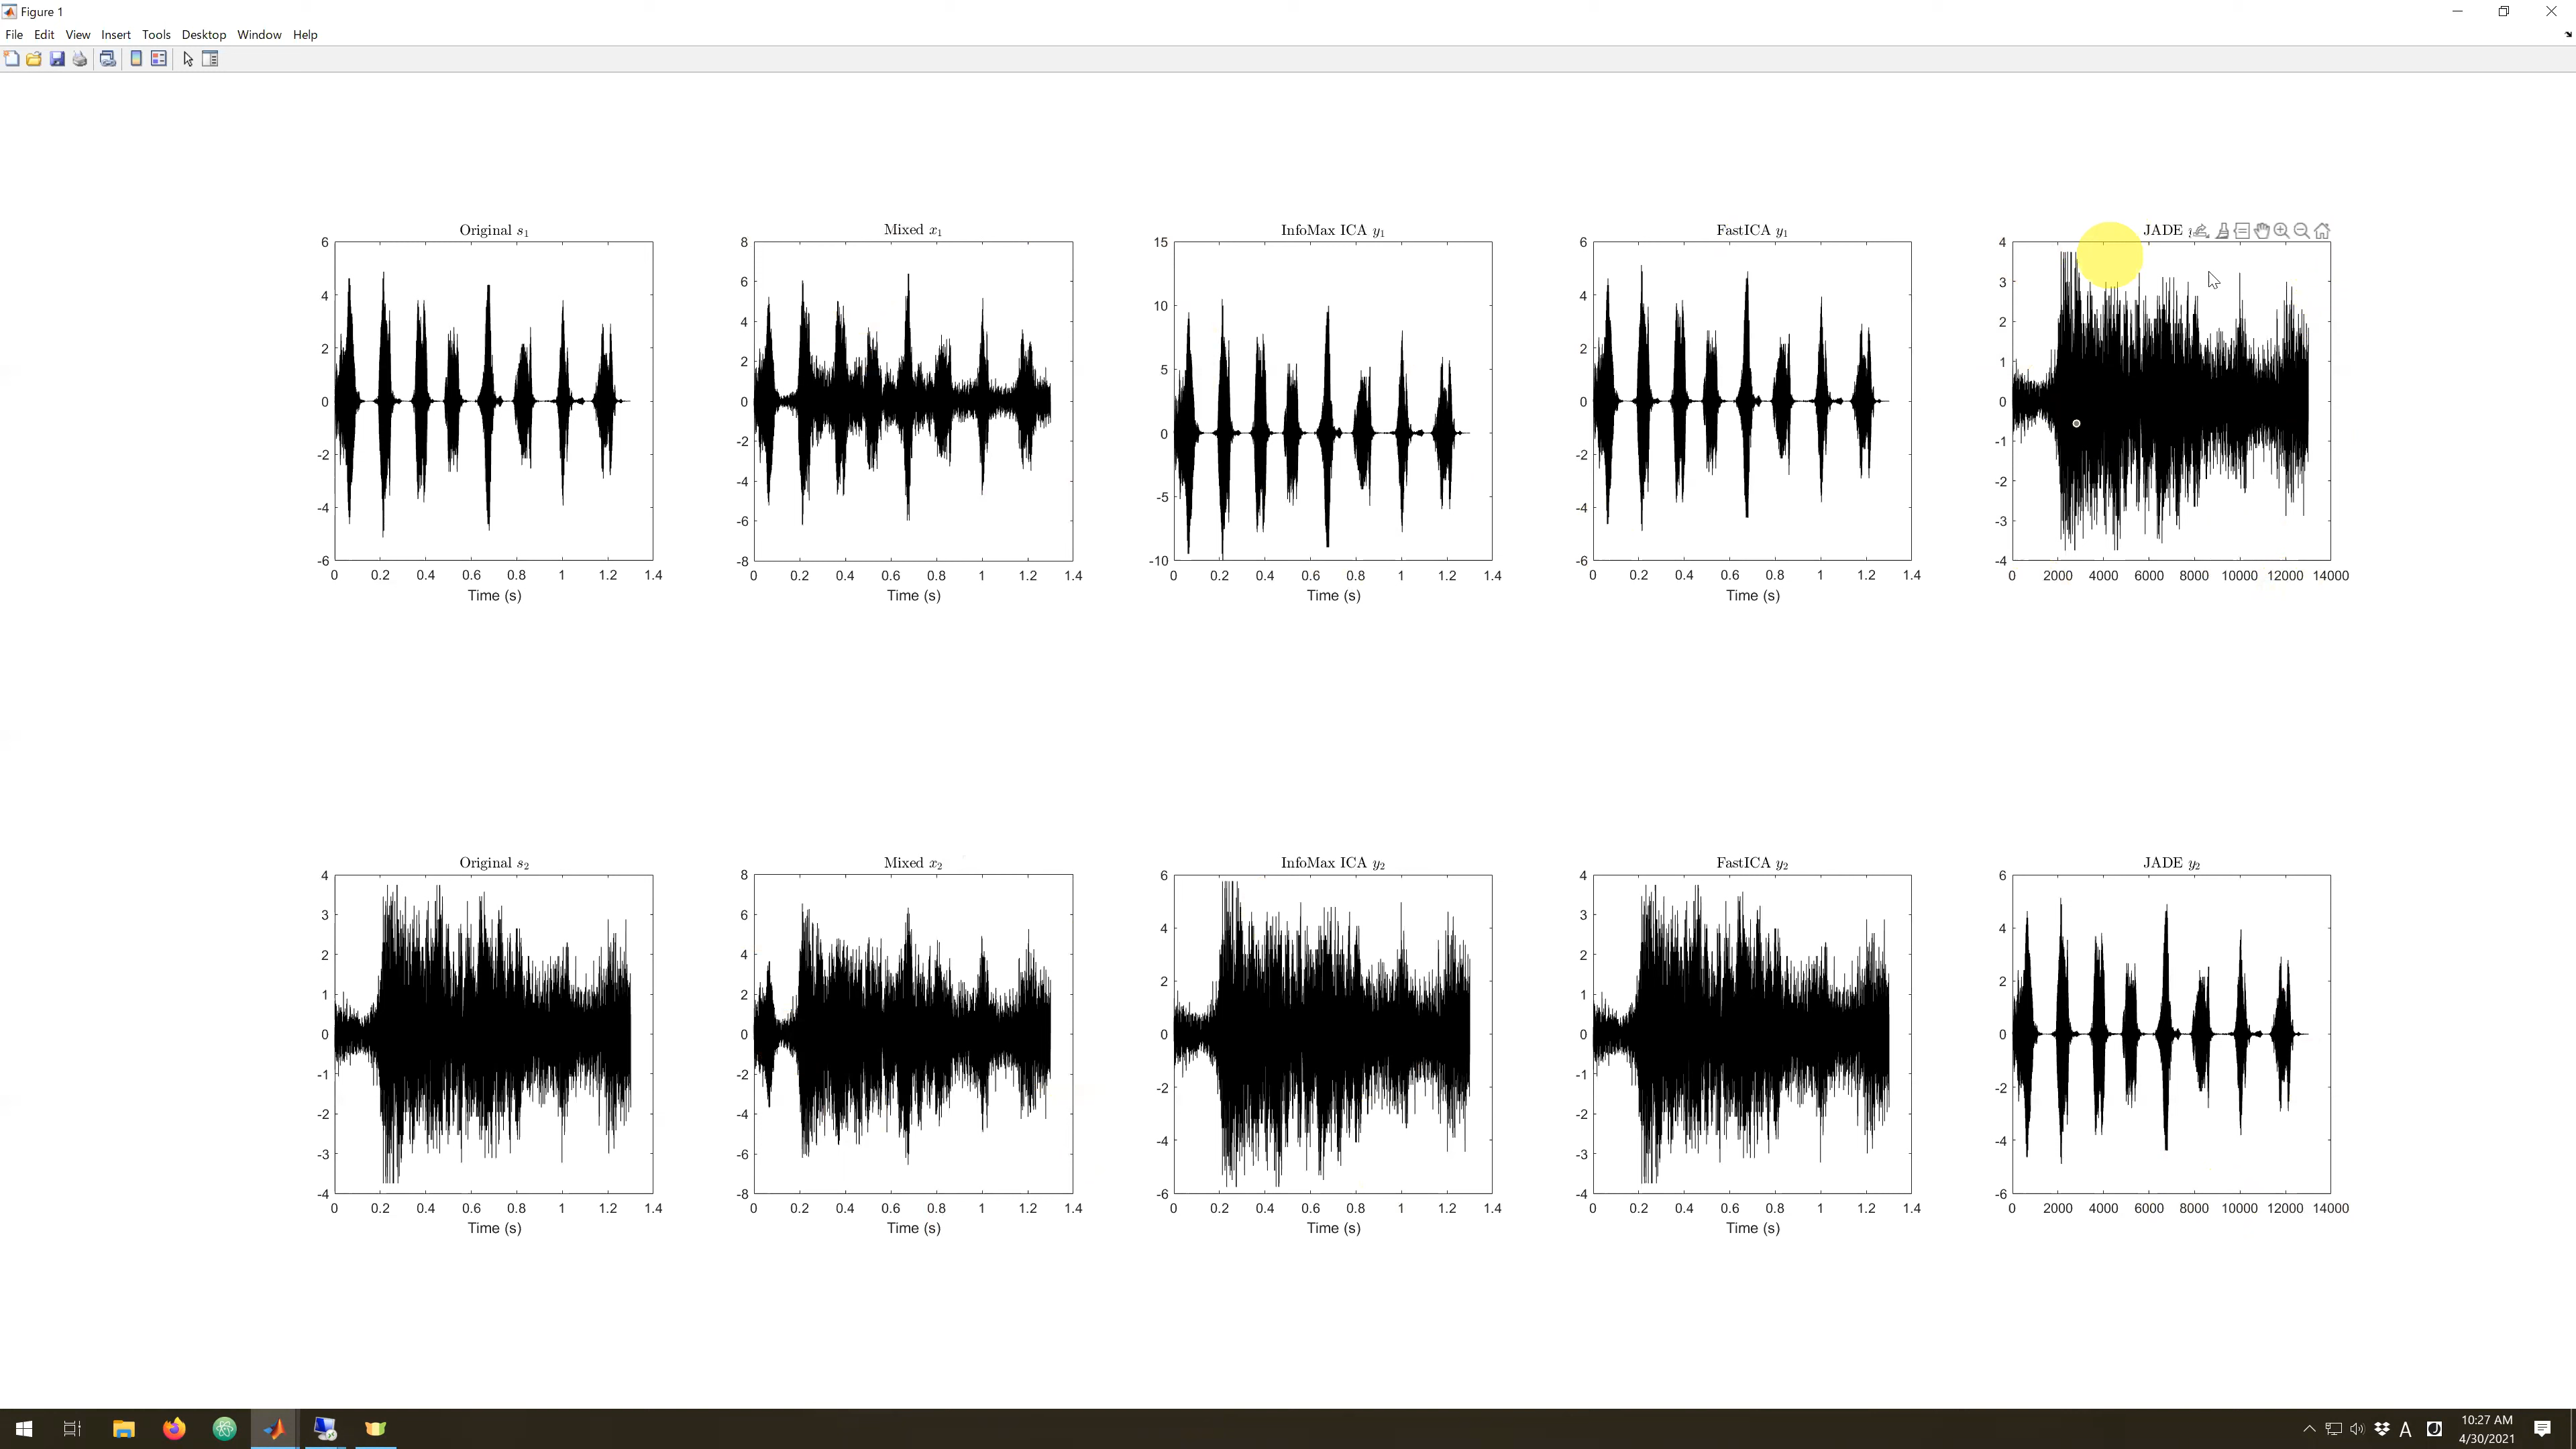 Figure 1
File Edit View Insert Tools Desktop Window Help
Original s₁
6
4
2
0
-2
-4
-6
0 0.2 0.4 0.6 0.8 1 1.2 1.4
Time (s)
Mixed x₁
8
6
4
2
0
-2
-4
-6
-8
0 0.2 0.4 0.6 0.8 1 1.2 1.4
Time (s)
InfoMax ICA y₁
15
10
5
0
-5
-10
0 0.2 0.4 0.6 0.8 1 1.2 1.4
Time (s)
FastICA y₁
6
4
2
0
-2
-4
-6
0 0.2 0.4 0.6 0.8 1 1.2 1.4
Time (s)
JADE
4
3
2
1
0
-1
-2
-3
-4
0 2000 4000 6000 8000 10000 12000 14000
Original s₂
4
3
2
1
0
-1
-2
-3
-4
0 0.2 0.4 0.6 0.8 1 1.2 1.4
Time (s)
Mixed x₂
8
6
4
2
0
-2
-4
-6
-8
0 0.2 0.4 0.6 0.8 1 1.2 1.4
Time (s)
InfoMax ICA y₂
6
4
2
0
-2
-4
-6
0 0.2 0.4 0.6 0.8 1 1.2 1.4
Time (s)
FastICA y₂
4
3
2
1
0
-1
-2
-3
-4
0 0.2 0.4 0.6 0.8 1 1.2 1.4
Time (s)
JADE y₂
6
4
2
0
-2
-4
-6
0 2000 4000 6000 8000 10000 12000 14000
A
10:27 AM
4/30/2021